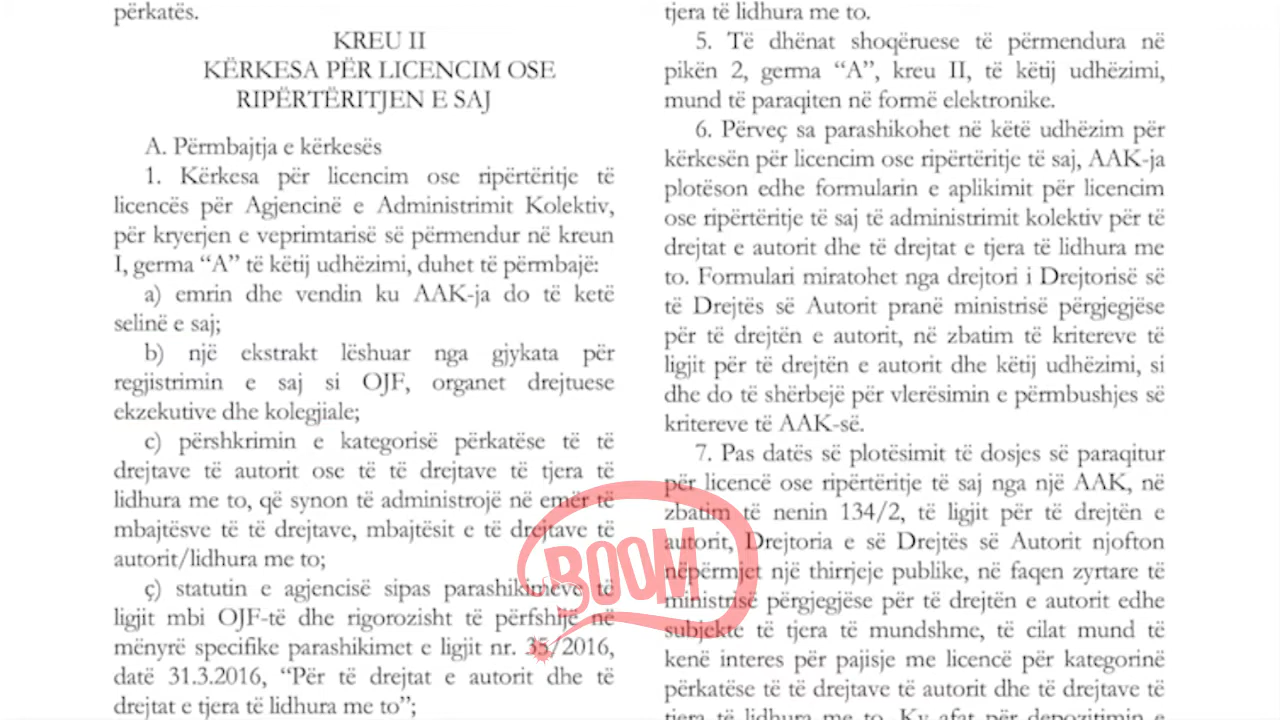 përkatës.
KREU II
KËRKESA PËR LICENCIM OSE
RIPËRTËRITJEN E SAJ
A. Përmbajtja e kërkesës
1. Kërkesa për licencim ose ripërtëritje të
licencës për Agjencinë e Administrimit Kolektiv,
për kryerjen e veprimtarisë së përmendur në kreun
I, germa “A” të këtij udhëzimi, duhet të përmbajë:
a) emrin dhe vendin ku AAK-ja do të ketë
selinë e saj;
b) një ekstrakt lëshuar nga gjykata për
regjistrimin e saj si OJF, organet drejtuese
ekzekutive dhe kolegjiale;
c) përshkrimin e kategorisë përkatëse të të
drejtave të autorit ose të të drejtave të tjera të
lidhura me to, që synon të administrojë në emër të
mbajtësve të të drejtave, mbajtësit e të drejtave të
autorit/lidhura me to;
ç) statutin e agjencisë sipas parashikimeve të
ligjit mbi OJF-të dhe rigorozisht të përfshijë në
mënyrë specifike parashikimet e ligjit nr. 35/2016,
datë 31.3.2016, “Për të drejtat e autorit dhe të
drejtat e tjera të lidhura me to”;
tjera të lidhura me to.
5. Të dhënat shoqëruese të përmendura në
pikën 2, germa “A”, kreu II, të këtij udhëzimi,
mund të paraqiten në formë elektronike.
6. Përveç sa parashikohet në këtë udhëzim për
kërkesën për licencim ose ripërtëritje të saj, AAK-ja
plotëson edhe formularin e aplikimit për licencim
ose ripërtëritje të saj të administrimit kolektiv për të
drejtat e autorit dhe të drejtat e tjera të lidhura me
to. Formulari miratohet nga drejtori i Drejtorisë së
të Drejtës së Autorit pranë ministrisë përgjegjëse
për të drejtën e autorit, në zbatim të kritereve të
ligjit për të drejtën e autorit dhe këtij udhëzimi, si
dhe do të shërbejë për vlerësimin e përmbushjes së
kritereve të AAK-së.
7. Pas datës së plotësimit të dosjes së paraqitur
për licencë ose ripërtëritje të saj nga një AAK, në
zbatim të nenin 134/2, të ligjit për të drejtën e
autorit, Drejtoria e së Drejtës së Autorit njofton
nëpërmjet një thirrjeje publike, në faqen zyrtare të
ministrisë përgjegjëse për të drejtën e autorit edhe
subjekte të tjera të mundshme, të cilat mund të
kenë interes për pajisje me licencë për kategorinë
përkatëse të të drejtave të autorit dhe të drejtave të
tjera të lidhura me to. Ky afat për depozitimin e
BOOM